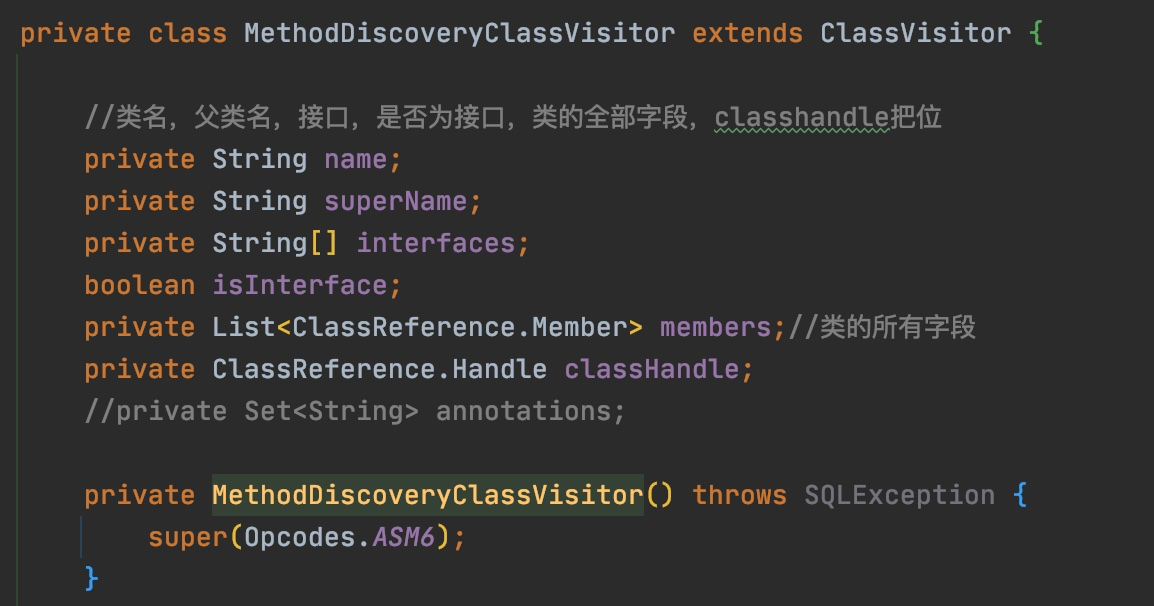 private class MethodDiscoveryClassVisitor extends ClassVisitor {
//类名，父类名，接口，是否为接口，类的全部字段，classhandle把位
private String name;
private String superName;
private String[] interfaces;
boolean isInterface;
private List<ClassReference.Member> members;//类的所有字段
private ClassReference.Handle classHandle;
//private Set<String> annotations;
private MethodDiscoveryClassVisitor() throws SQLException {
super(Opcodes.ASM6);
}